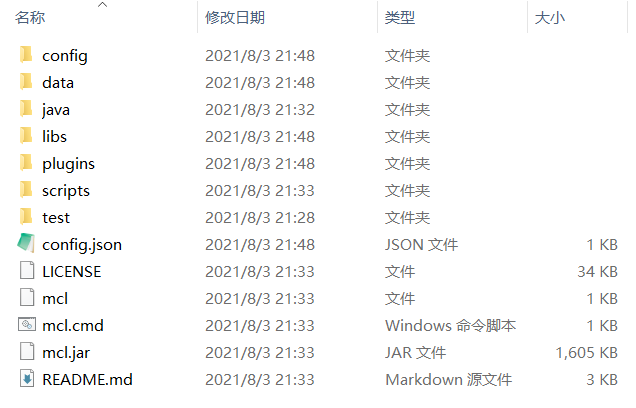 名称 修改日期 类型 大小
config 2021/8/3 21:48 文件夹
data 2021/8/3 21:48 文件夹
java 2021/8/3 21:32 文件夹
libs 2021/8/3 21:48 文件夹
plugins 2021/8/3 21:48 文件夹
scripts 2021/8/3 21:33 文件夹
test 2021/8/3 21:28 文件夹
config.json 2021/8/3 21:48 JSON 文件 1 KB
LICENSE 2021/8/3 21:33 文件 34 KB
mcl 2021/8/3 21:33 文件 1 KB
mcl.cmd 2021/8/3 21:33 Windows 命令脚本 1 KB
mcl.jar 2021/8/3 21:33 JAR 文件 1,605 KB
README.md 2021/8/3 21:33 Markdown 源文件 3 KB